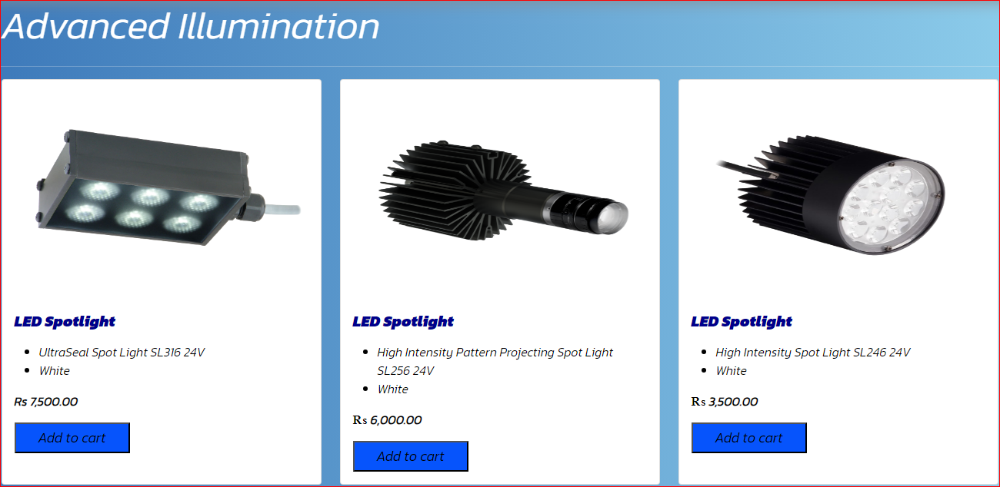 Advanced Illumination
LED Spotlight
UltraSeal Spot Light SL316 24V
White
Rs 7,500.00
Add to cart
LED Spotlight
High Intensity Pattern Projecting Spot Light
SL256 24V
White
₨ 6,000.00
Add to cart
LED Spotlight
High Intensity Spot Light SL246 24V
White
₨ 3,500.00
Add to cart